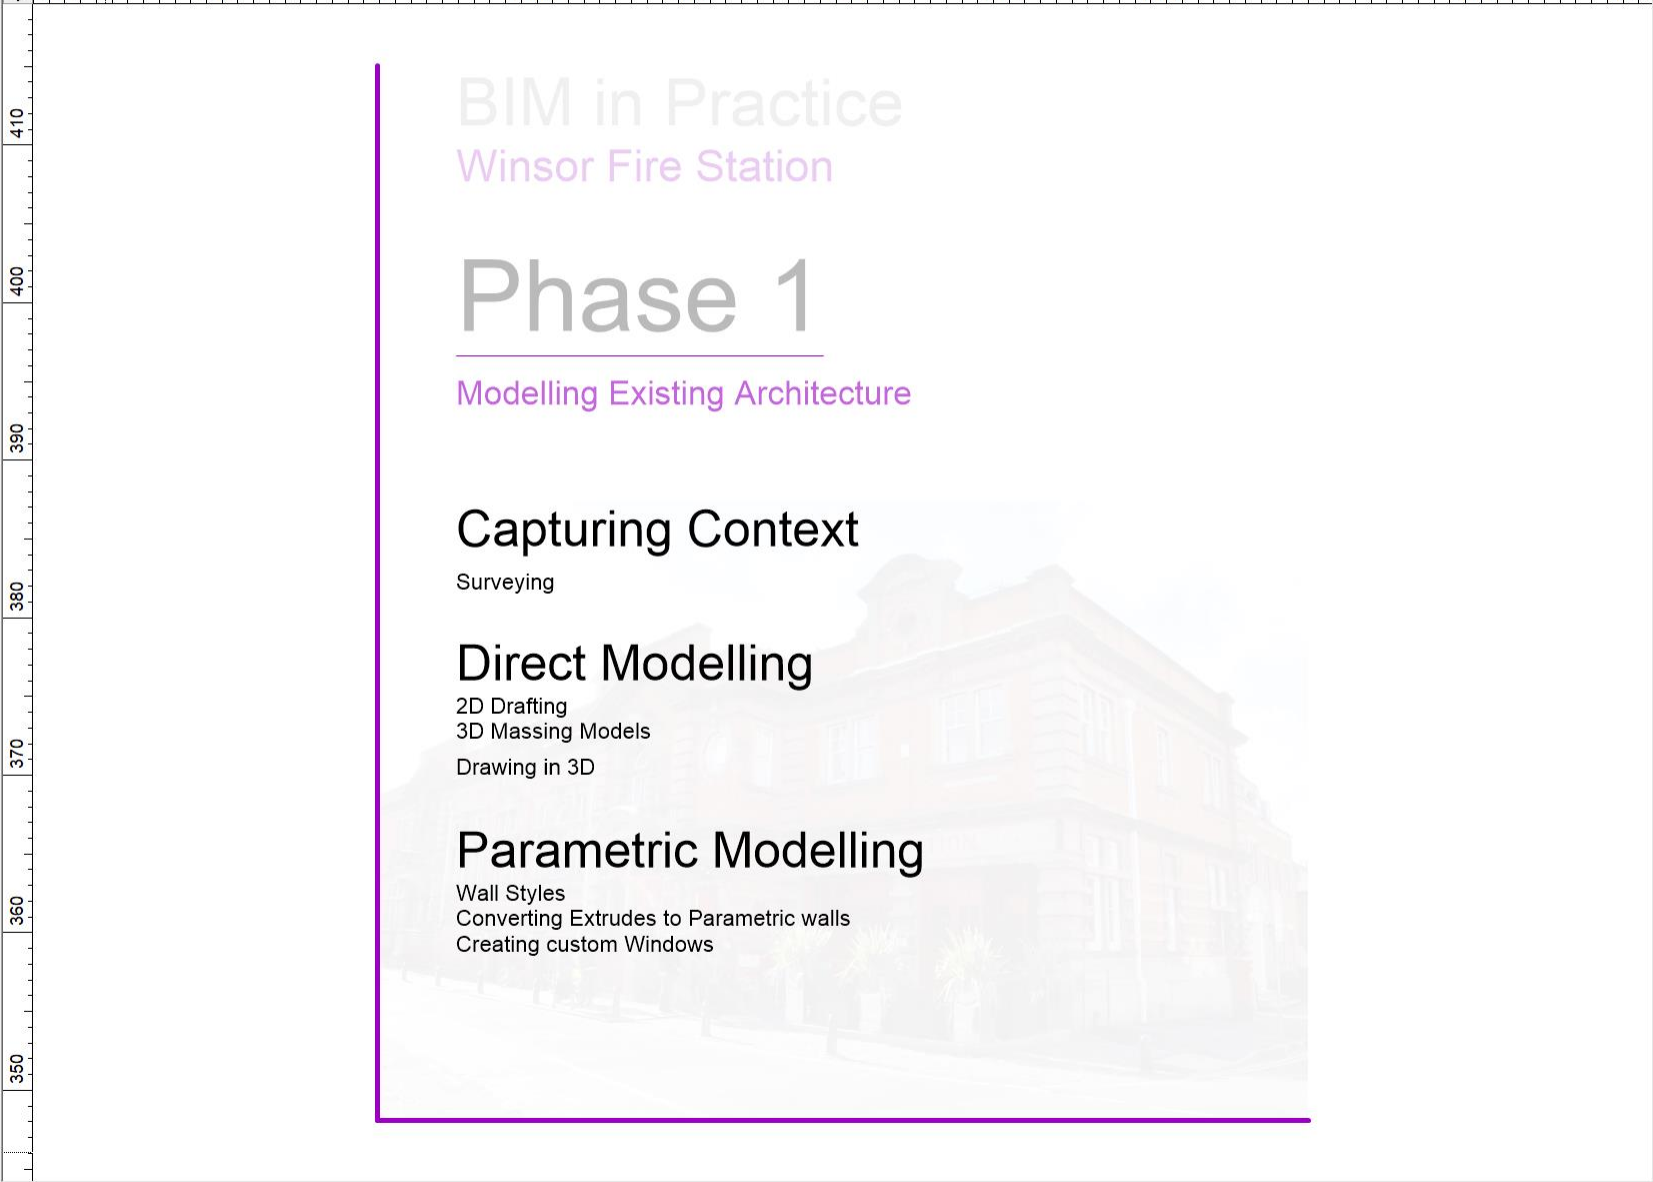 BIM in Practice
Winsor Fire Station
Phase 1
Modelling Existing Architecture
Capturing Context
Surveying
Direct Modelling
2D Drafting
3D Massing Models
Drawing in 3D
Parametric Modelling
Wall Styles
Converting Extrudes to Parametric walls
Creating custom Windows
410
400
390
380
370
360
350